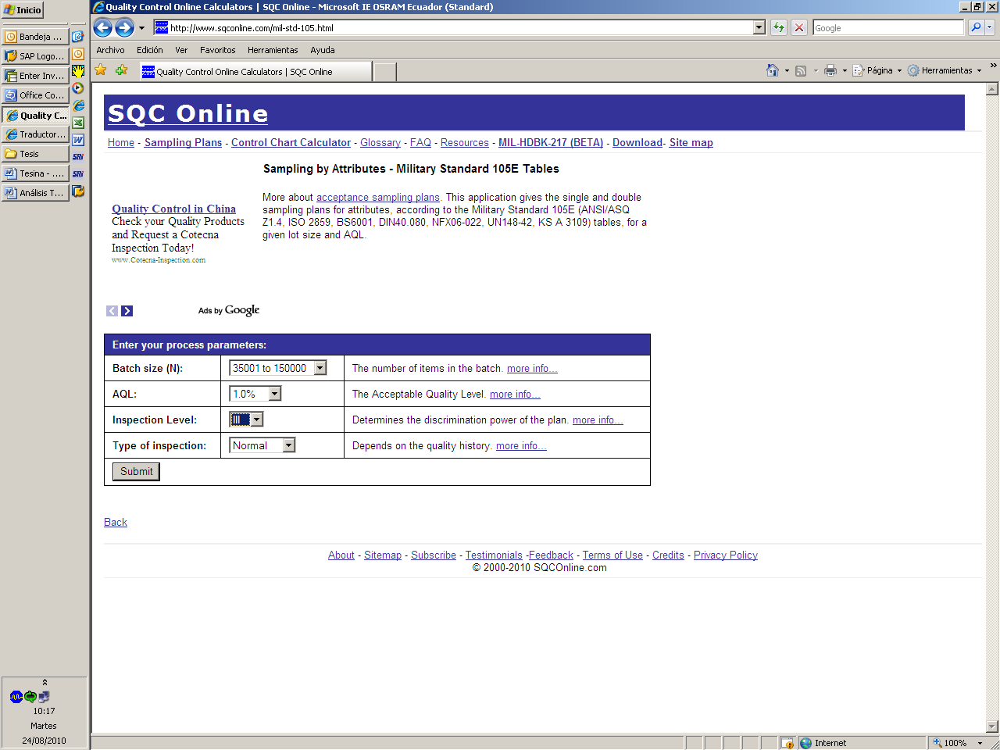 Inicio
Quality Control Online Calculators | SQC Online - Microsoft IE OSRAM Ecuador (Standard)
http://www.sqconline.com/mil-std-105.html
Google
Archivo Edición Ver Favoritos Herramientas Ayuda
Quality Control Online Calculators | SQC Online
Página
Herramientas
Bandeja ...
SAP Logo...
Enter Inv...
Office Co...
Quality C...
Traductor...
Tesis
Tesina - ...
Análisis T...
SRi
SRi
SQC Online
Home - Sampling Plans - Control Chart Calculator - Glossary - FAQ - Resources - MIL-HDBK-217 (BETA) - Download- Site map
Sampling by Attributes - Military Standard 105E Tables
More about acceptance sampling plans. This application gives the single and double
sampling plans for attributes, according to the Military Standard 105E (ANSI/ASQ
Z1.4, ISO 2859, BS6001, DIN40.080, NFX06-022, UN148-42, KS A 3109) tables, for a
given lot size and AQL.
Quality Control in China
Check your Quality Products
and Request a Cotecna
Inspection Today!
www.Cotecna-Inspection.com
Ads by Google
Enter your process parameters:
Batch size (N): 35001 to 150000 The number of items in the batch. more info...
AQL: 1.0% The Acceptable Quality Level. more info...
Inspection Level: III Determines the discrimination power of the plan. more info...
Type of inspection: Normal Depends on the quality history. more info...
Submit
Back
About - Sitemap - Subscribe - Testimonials -Feedback - Terms of Use - Credits - Privacy Policy
© 2000-2010 SQCOnline.com
10:17
Martes
24/08/2010
Internet
100%